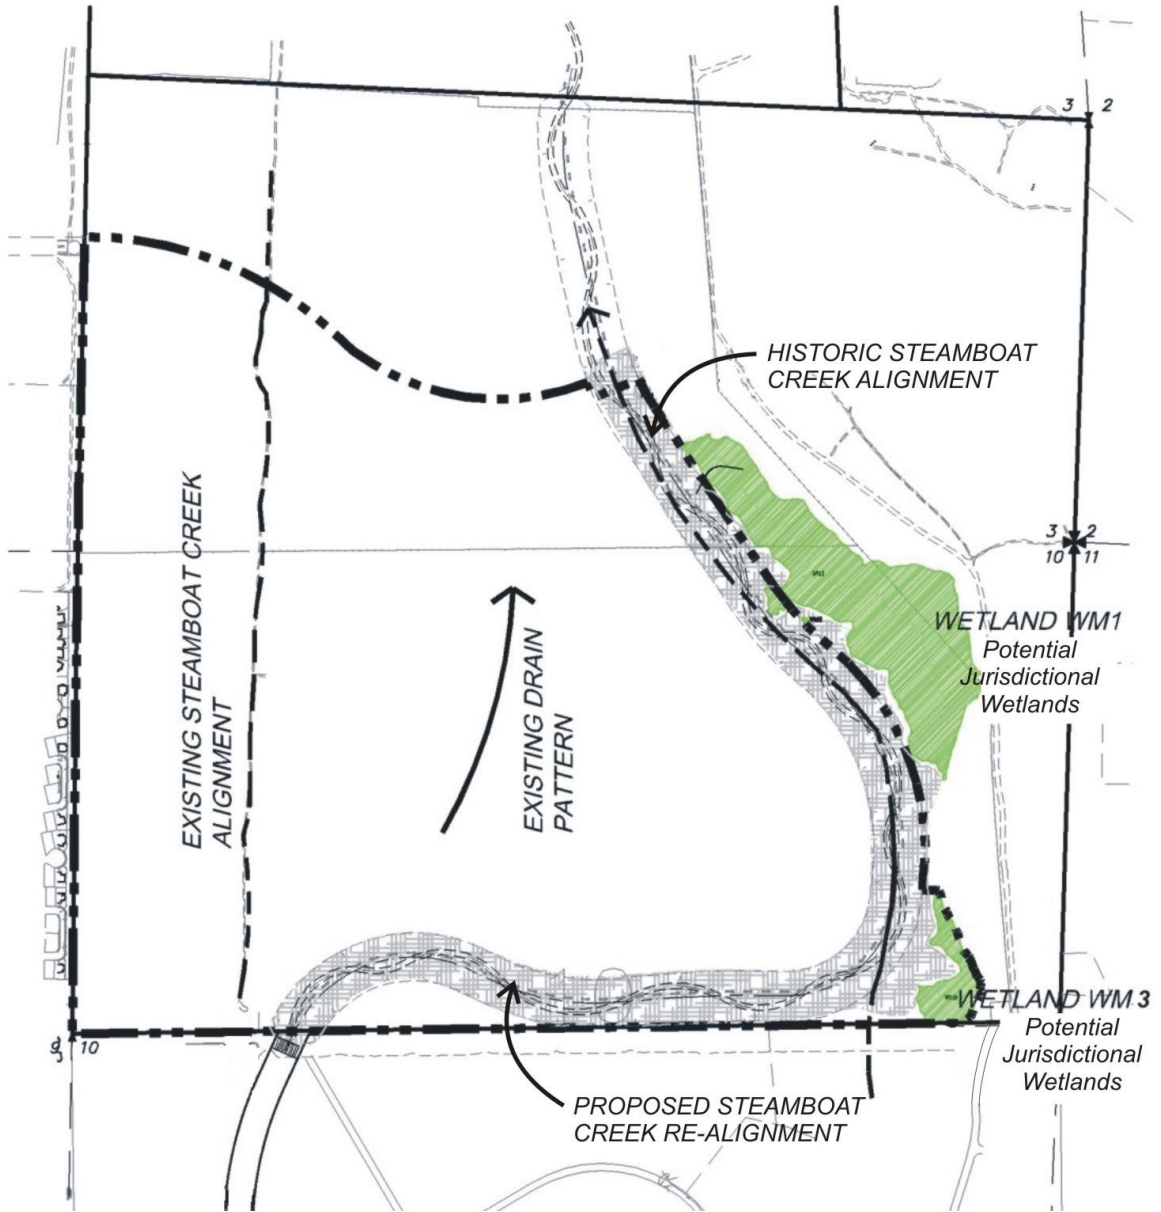 3 2
HISTORIC STEAMBOAT
CREEK ALIGNMENT
3 2
10 11
EXISTING STEAMBOAT CREEK
ALIGNMENT
EXISTING DRAIN
PATTERN
WETLAND WM1
Potential
Jurisdictional
Wetlands
WETLAND WM 3
Potential
Jurisdictional
Wetlands
9 10
PROPOSED STEAMBOAT
CREEK RE-ALIGNMENT